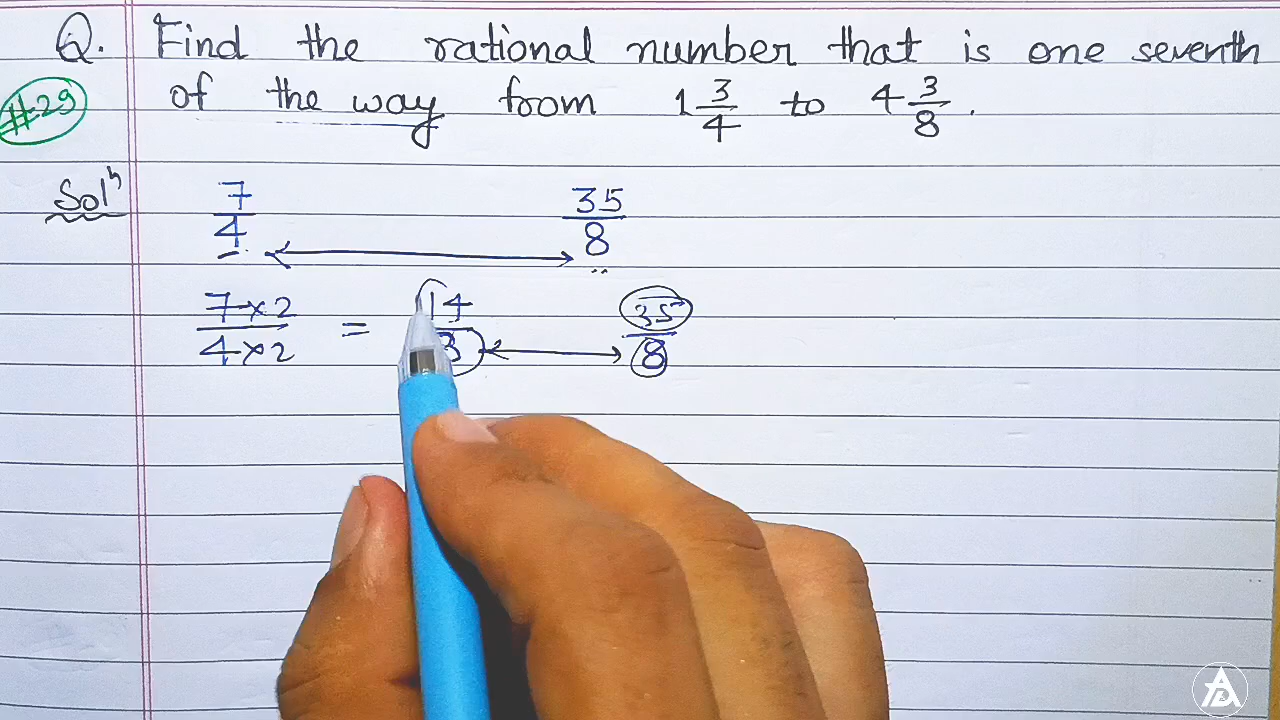 Q. Find the rational number that is one seventh
#29 of the way from 1 3/4 to 4 3/8 .
Solⁿ 7/4 35/8
7×2/4×2 = 14/8 35/8